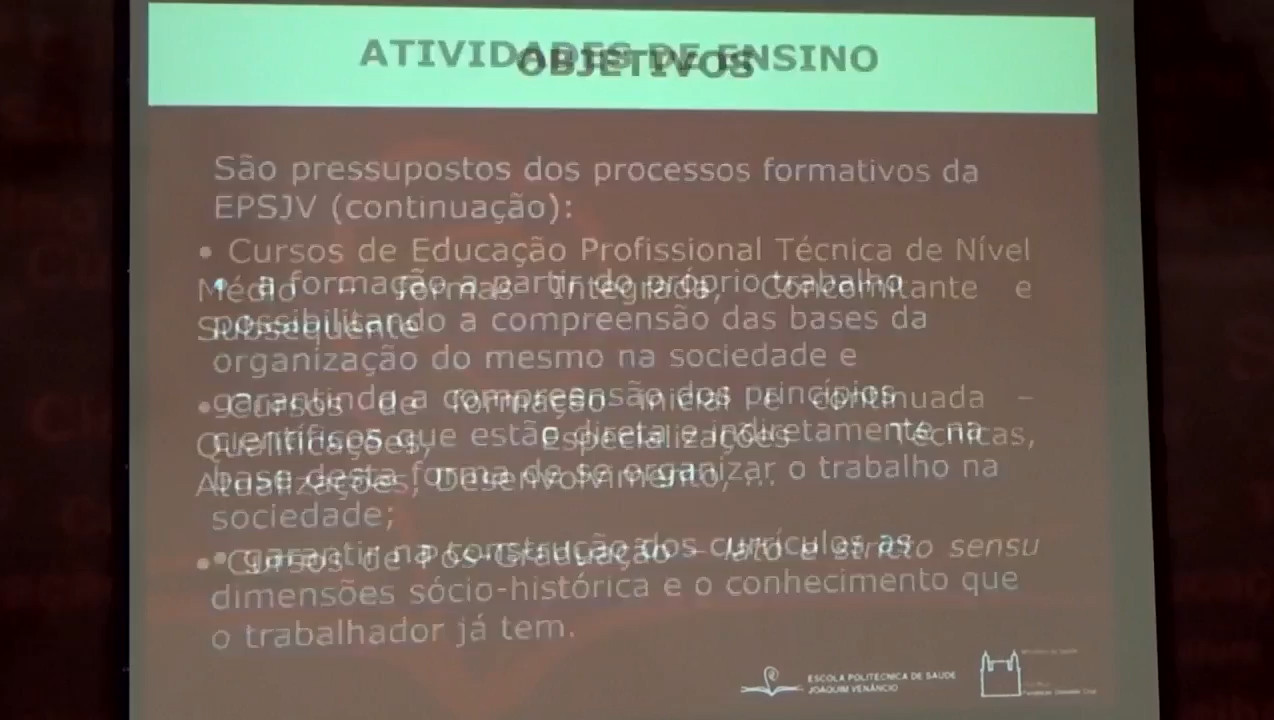 ATIVIDADES DE ENSINO
OBJETIVOS
São pressupostos dos processos formativos da
EPSJV (continuação):
• Cursos de Educação Profissional Técnica de Nível
Médio – formas Integrada, Concomitante e
Subsequente
• a formação a partir do próprio trabalho
possibilitando a compreensão das bases da
organização do mesmo na sociedade e
garantindo a compreensão dos princípios
científicos que estão direta e indiretamente na
base desta forma de se organizar o trabalho na
sociedade;
• Cursos de formação inicial e continuada –
Qualificações, Especializações Técnicas,
Atualizações, Desenvolvimento, ...
• garantir na construção dos currículos as
dimensões sócio-histórica e o conhecimento que
o trabalhador já tem.
• Cursos de Pós-Graduação – lato e stricto sensu
ESCOLA POLITÉCNICA DE SAÚDE
JOAQUIM VENÂNCIO